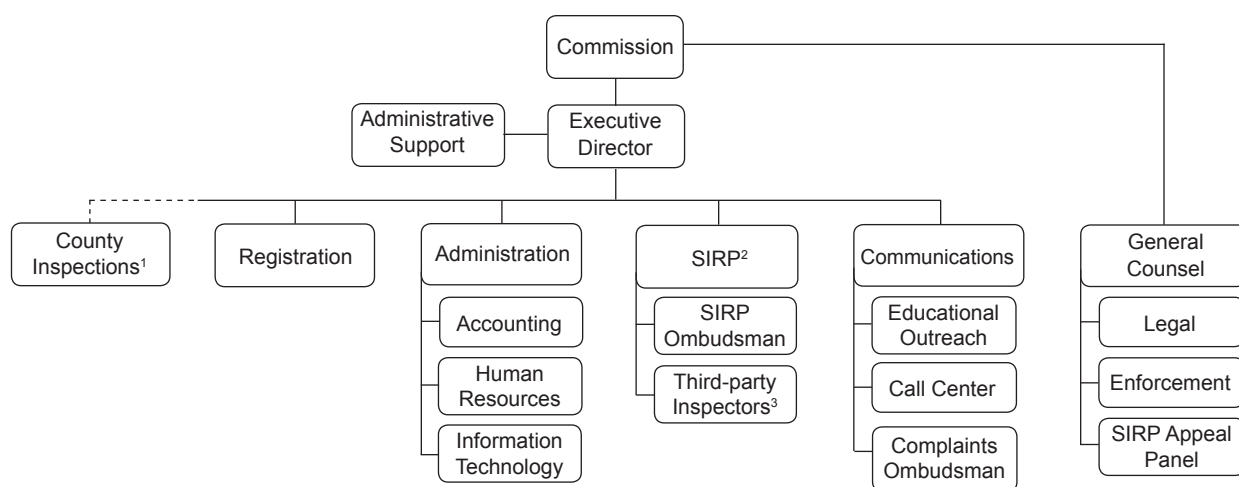 Commission
Administrative
Support
Executive
Director
County
Inspections¹
Registration
Administration
Accounting
Human
Resources
Information
Technology
SIRP²
SIRP
Ombudsman
Third-party
Inspectors³
Communications
Educational
Outreach
Call Center
Complaints
Ombudsman
General
Counsel
Legal
Enforcement
SIRP Appeal
Panel